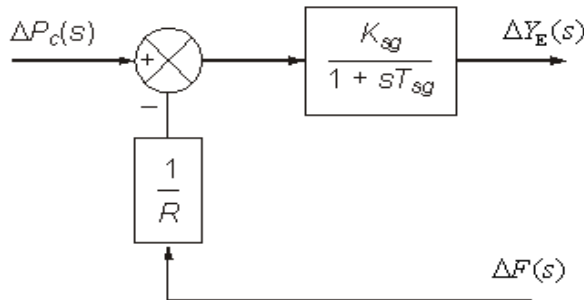 ΔP_c(s)
+
−
K_sg
1 + sT_sg
ΔY_E(s)
1
R
ΔF(s)